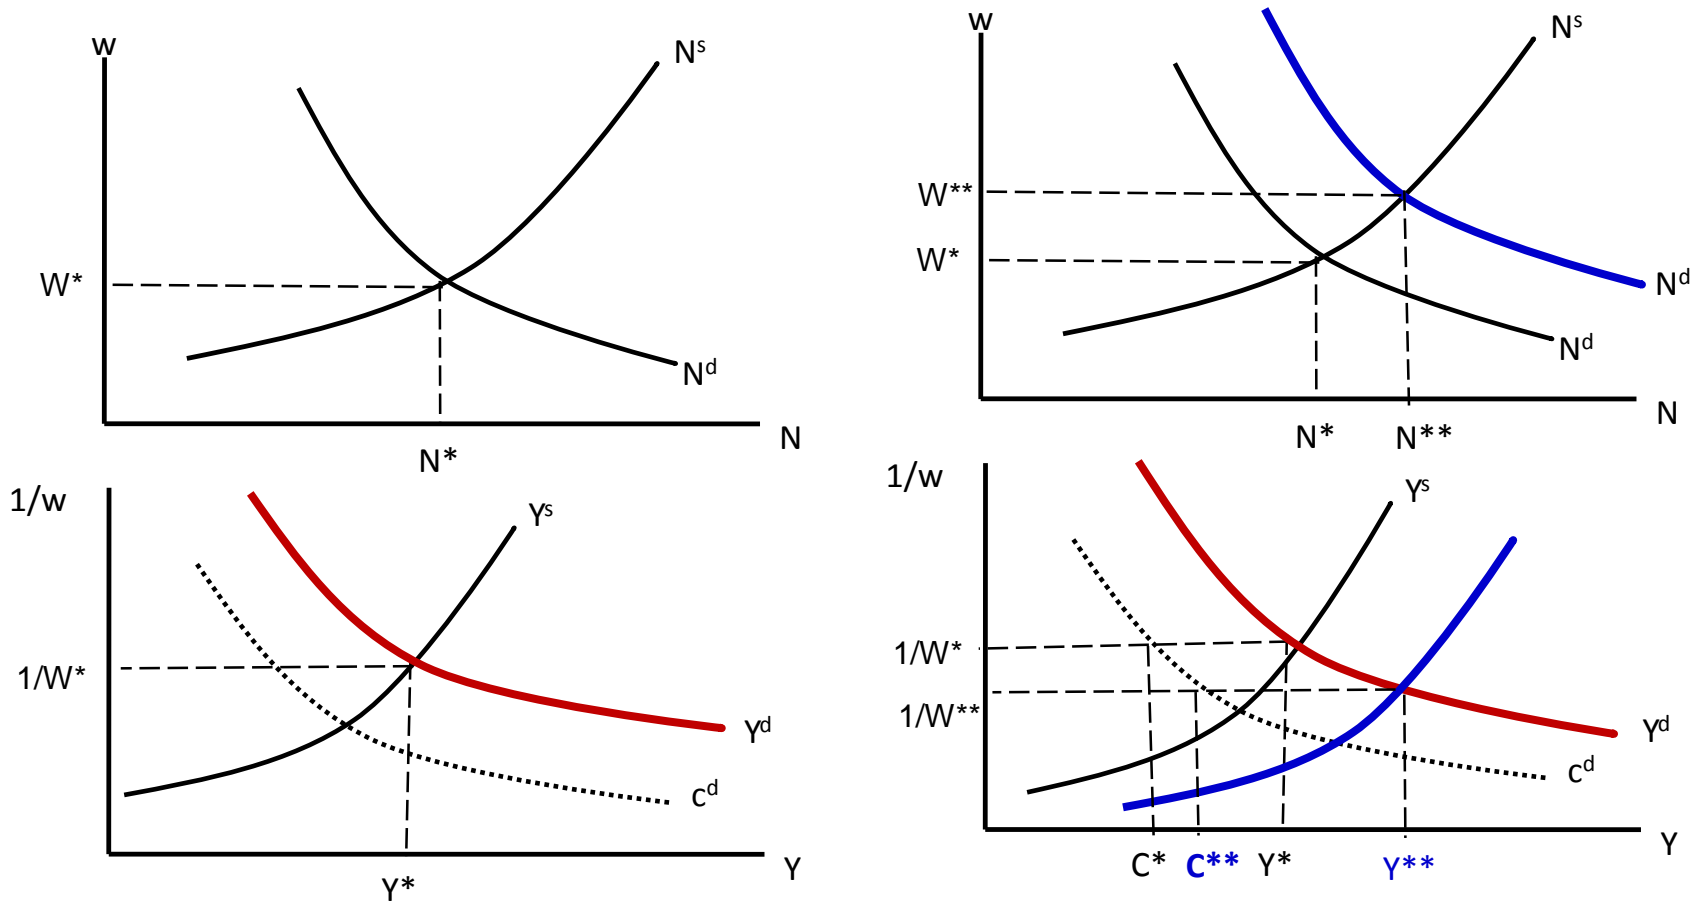 w
Nˢ
W*
Nᵈ
N
N*
1/w
Yˢ
1/W*
Yᵈ
cᵈ
Y
Y*
w
Nˢ
W**
W*
Nᵈ
Nᵈ
N
N* N**
1/w
Yˢ
1/W*
1/W**
Yᵈ
cᵈ
Y
C* C** Y* Y**